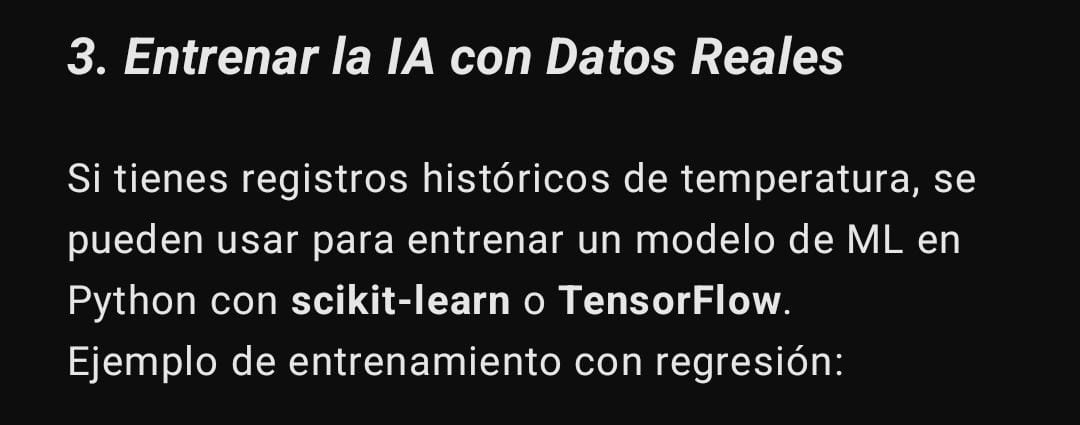 3. Entrenar la IA con Datos Reales
Si tienes registros históricos de temperatura, se
pueden usar para entrenar un modelo de ML en
Python con scikit-learn o TensorFlow.
Ejemplo de entrenamiento con regresión: